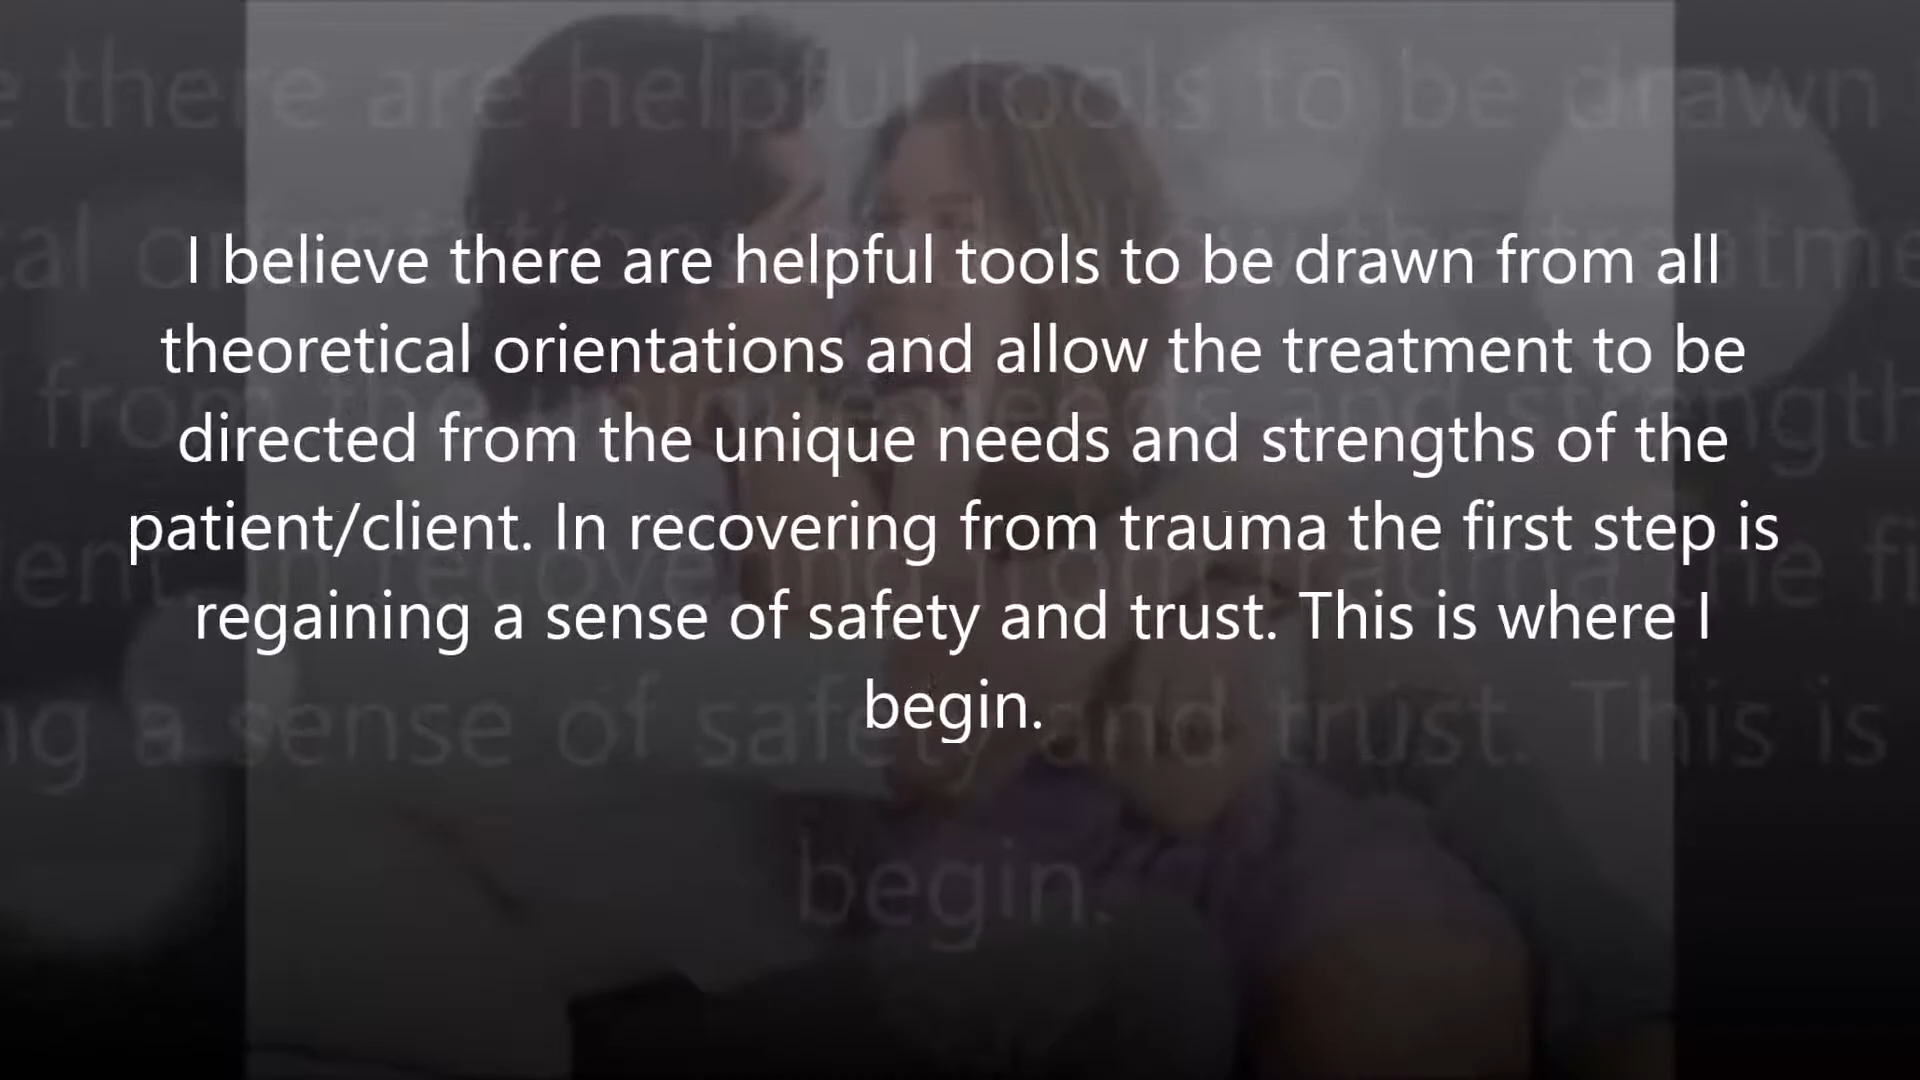 I believe there are helpful tools to be drawn from all
theoretical orientations and allow the treatment to be
directed from the unique needs and strengths of the
patient/client. In recovering from trauma the first step is
regaining a sense of safety and trust. This is where I
begin.